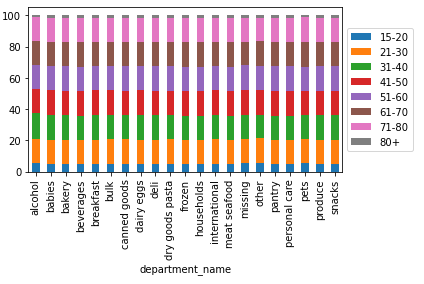 100
80
60
40
20
0
15-20
21-30
31-40
41-50
51-60
61-70
71-80
80+
alcohol
babies
bakery
beverages
breakfast
bulk
canned goods
dairy eggs
deli
dry goods pasta
frozen
households
international
meat seafood
missing
other
pantry
personal care
pets
produce
snacks
department_name